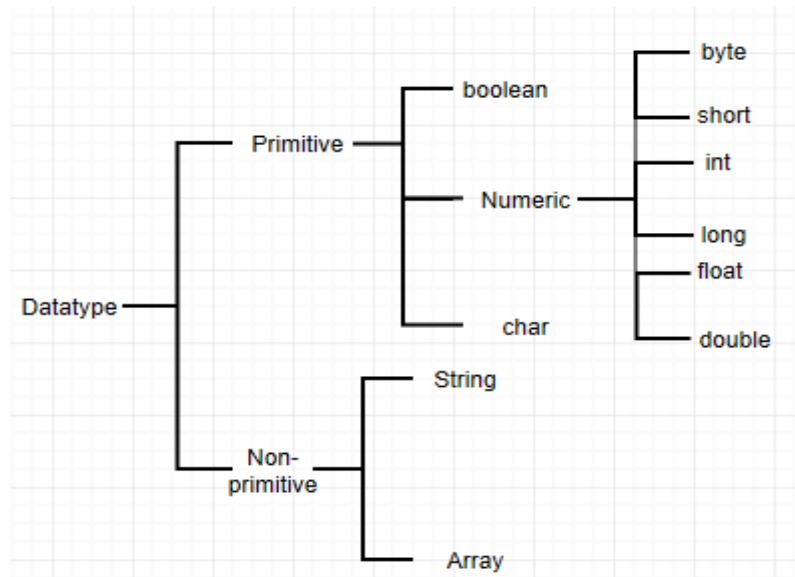 byte
boolean
short
Primitive
int
Numeric
long
float
Datatype
char
double
String
Non-
primitive
Array